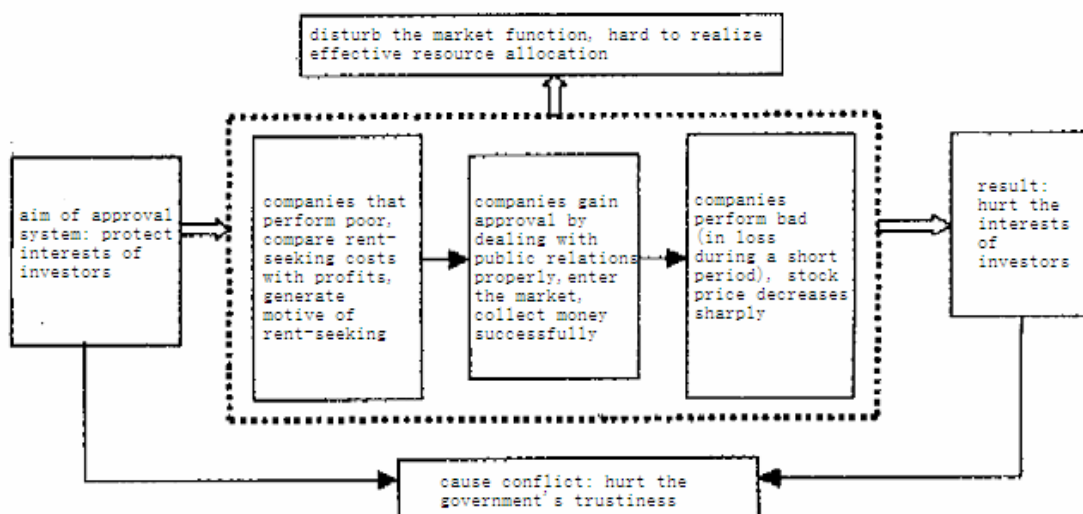 disturb the market function, hard to realize
effective resource allocation
aim of approval
system: protect
interests of
investors
companies that
perform poor,
compare rent-
seeking costs
with profits,
generate
motive of
rent-seeking
companies gain
approval by
dealing with
public relations
properly, enter
the market,
collect money
successfully
companies
perform bad
(in loss
during a short
period), stock
price decreases
sharply
result:
hurt the
interests
of
investors
cause conflict: hurt the
government's trustiness